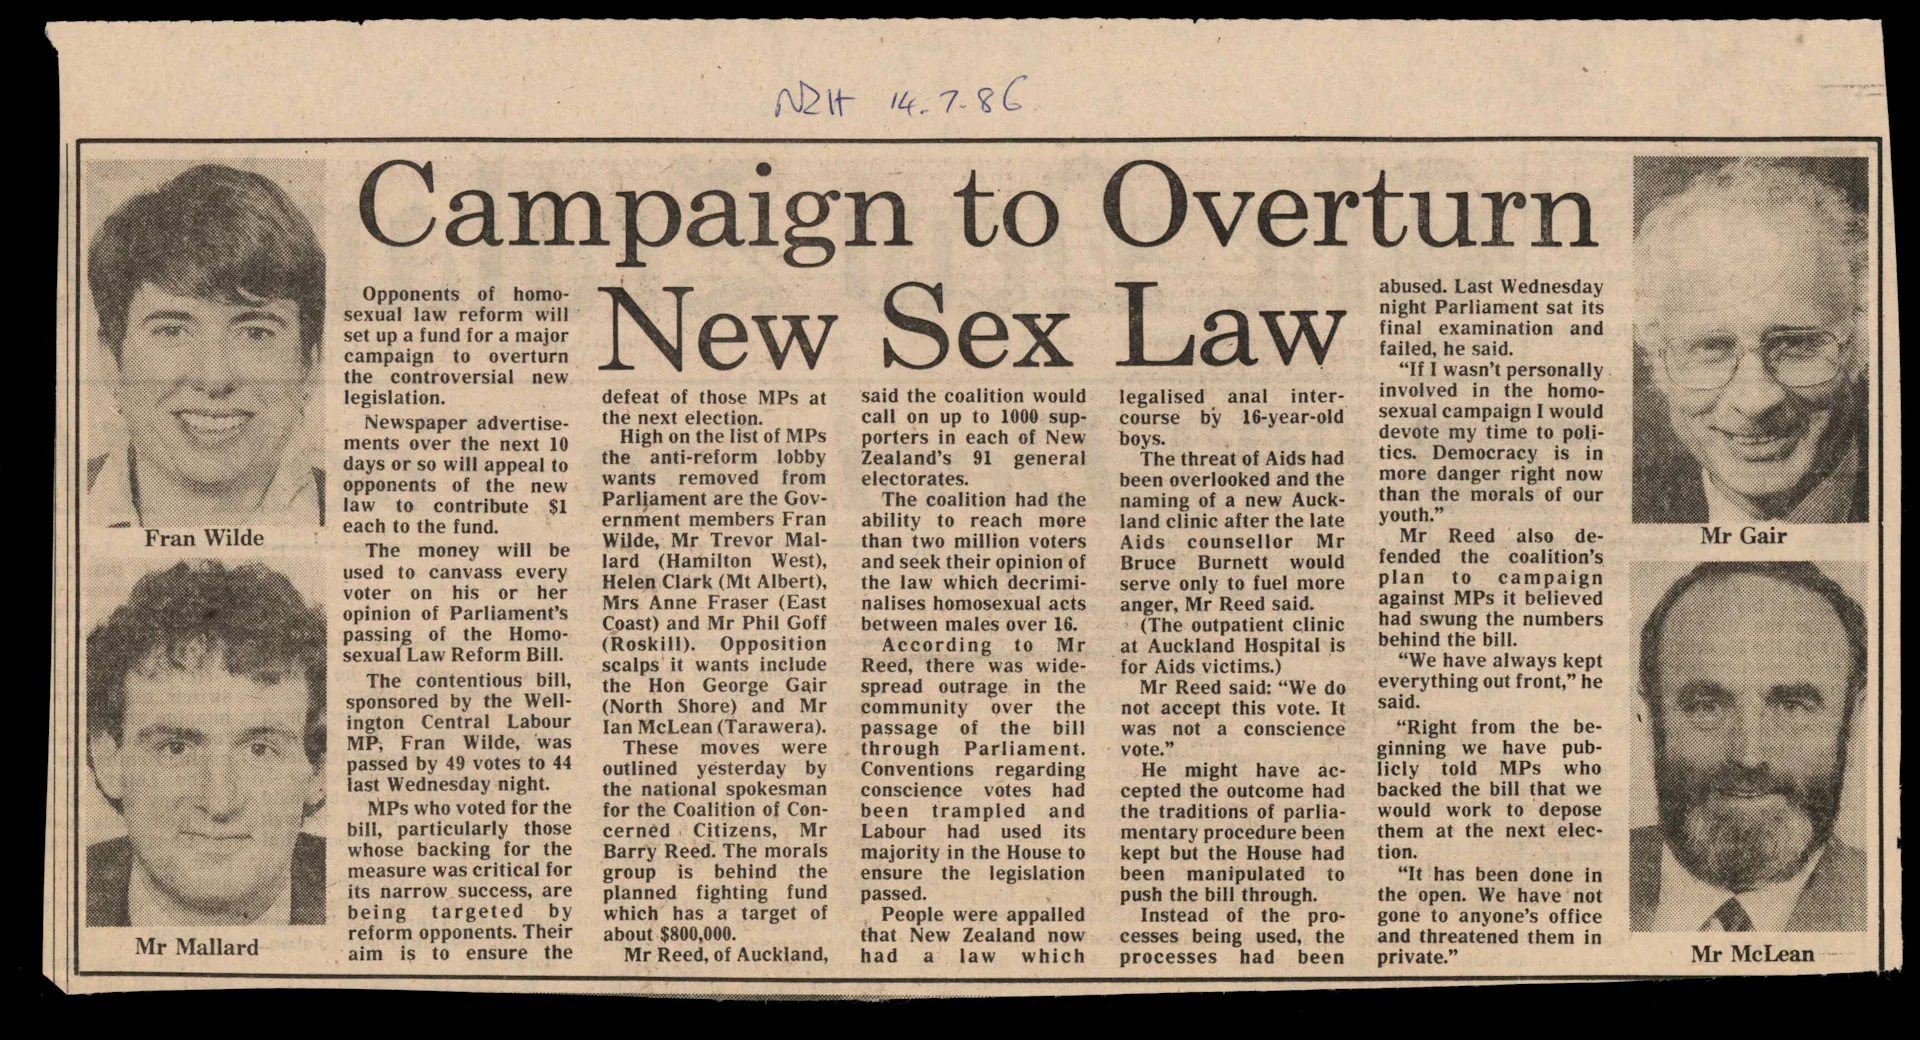 NZH 14.7.86
Campaign to Overturn
New Sex Law
Fran Wilde
Mr Mallard
Opponents of homo-
sexual law reform will
set up a fund for a major
campaign to overturn
the controversial new
legislation.
Newspaper advertise-
ments over the next 10
days or so will appeal to
opponents of the new
law to contribute $1
each to the fund.
The money will be
used to canvass every
voter on his or her
opinion of Parliament's
passing of the Homo-
sexual Law Reform Bill.
The contentious bill,
sponsored by the Well-
ington Central Labour
MP, Fran Wilde, was
passed by 49 votes to 44
last Wednesday night.
MPs who voted for the
bill, particularly those
whose backing for the
measure was critical for
its narrow success, are
being targeted by
reform opponents. Their
aim is to ensure the
defeat of those MPs at
the next election.
High on the list of MPs
the anti-reform lobby
wants removed from
Parliament are the Gov-
ernment members Fran
Wilde, Mr Trevor Mal-
lard (Hamilton West),
Helen Clark (Mt Albert),
Mrs Anne Fraser (East
Coast) and Mr Phil Goff
(Roskill). Opposition
scalps it wants include
the Hon George Gair
(North Shore) and Mr
Ian McLean (Tarawera).
These moves were
outlined yesterday by
the national spokesman
for the Coalition of Con-
cerned Citizens, Mr
Barry Reed. The morals
group is behind the
planned fighting fund
which has a target of
about $800,000.
Mr Reed, of Auckland,
said the coalition would
call on up to 1000 sup-
porters in each of New
Zealand's 91 general
electorates.
The coalition had the
ability to reach more
than two million voters
and seek their opinion of
the law which decrimi-
nalises homosexual acts
between males over 16.
According to Mr
Reed, there was wide-
spread outrage in the
community over the
passage of the bill
through Parliament.
Conventions regarding
conscience votes had
been trampled and
Labour had used its
majority in the House to
ensure the legislation
passed.
People were appalled
that New Zealand now
had a law which
legalised anal inter-
course by 16-year-old
boys.
The threat of Aids had
been overlooked and the
naming of a new Auck-
land clinic after the late
Aids counsellor Mr
Bruce Burnett would
serve only to fuel more
anger, Mr Reed said.
(The outpatient clinic
at Auckland Hospital is
for Aids victims.)
Mr Reed said: "We do
not accept this vote. It
was not a conscience
vote."
He might have ac-
cepted the outcome had
the traditions of parlia-
mentary procedure been
kept but the House had
been manipulated to
push the bill through.
Instead of the pro-
cesses being used, the
processes had been
abused. Last Wednesday
night Parliament sat its
final examination and
failed, he said.
"If I wasn't personally
involved in the homo-
sexual campaign I would
devote my time to poli-
tics. Democracy is in
more danger right now
than the morals of our
youth."
Mr Reed also de-
fended the coalition's
plan to campaign
against MPs it believed
had swung the numbers
behind the bill.
"We have always kept
everything out front," he
said.
"Right from the be-
ginning we have pub-
licly told MPs who
backed the bill that we
would work to depose
them at the next elec-
tion.
"It has been done in
the open. We have not
gone to anyone's office
and threatened them in
private."
Mr Gair
Mr McLean